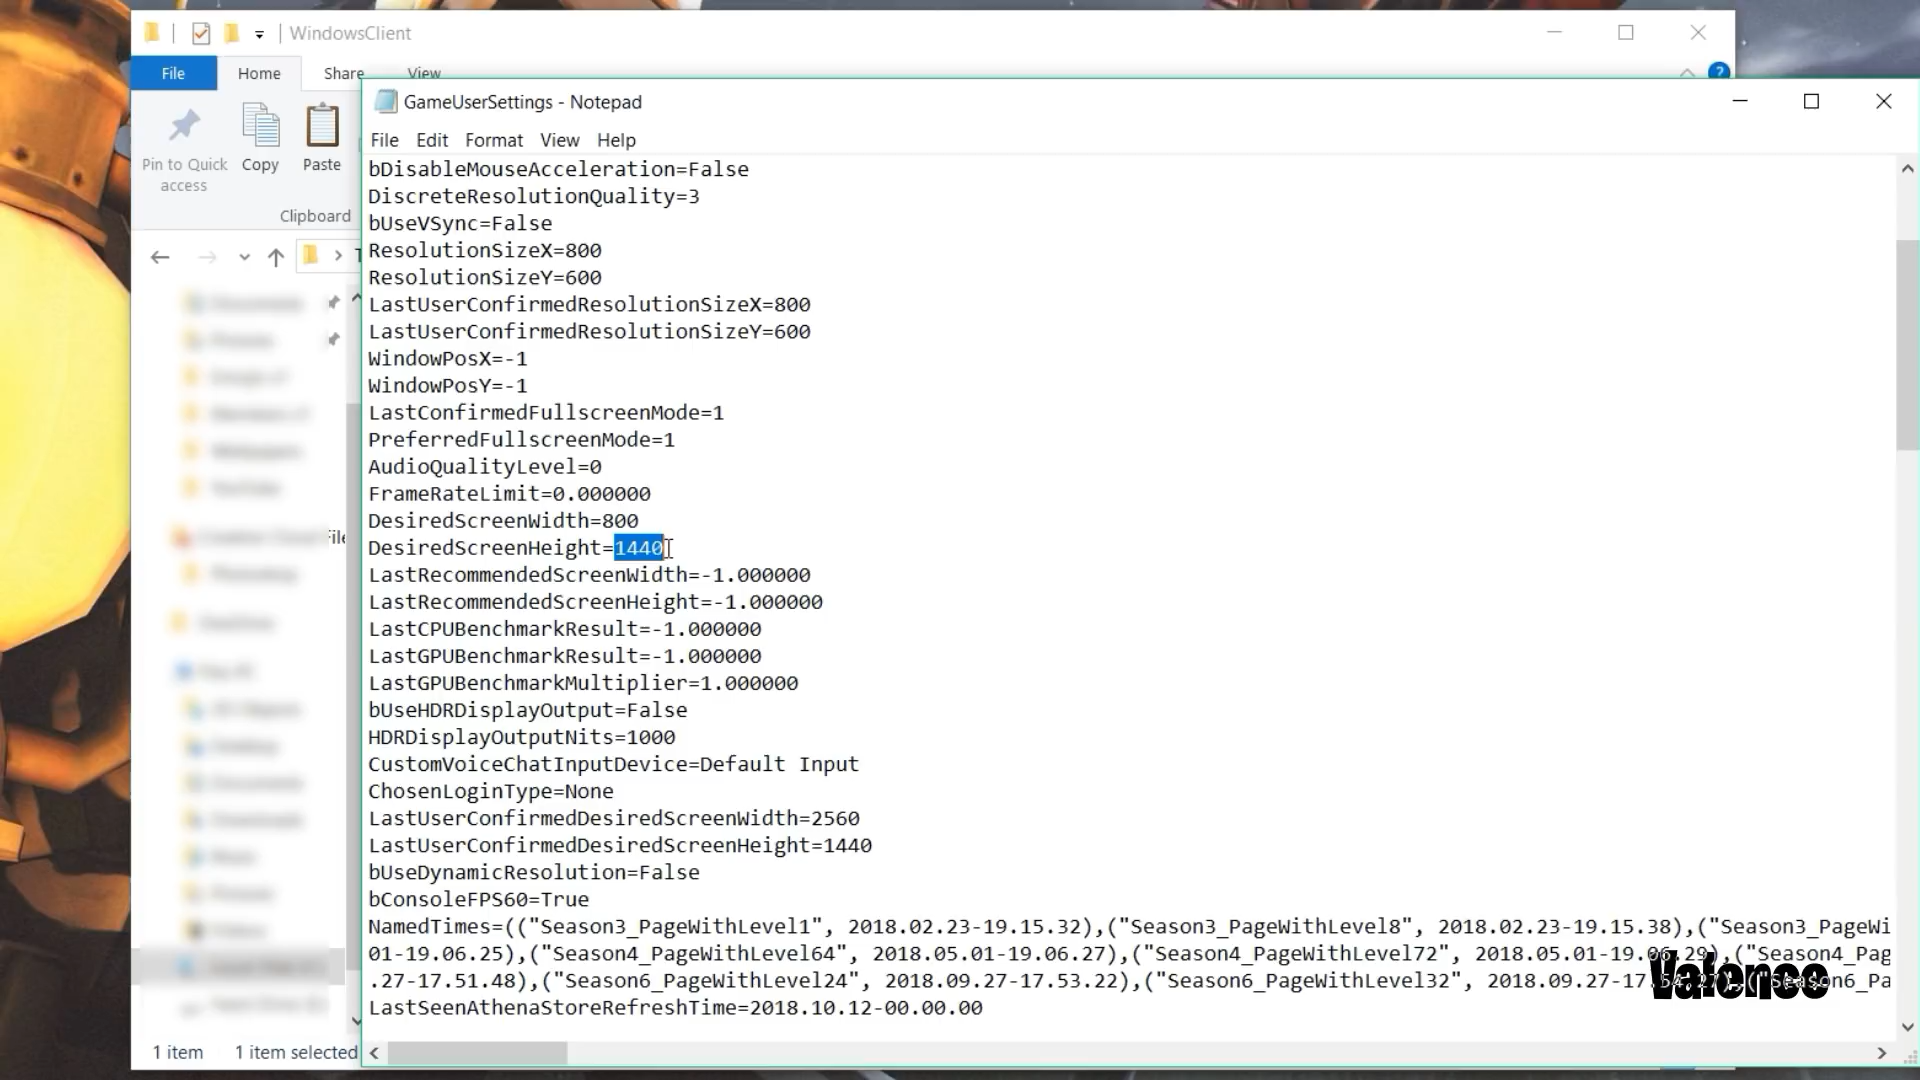 WindowsClient
File Home Share View
GameUserSettings - Notepad
File Edit Format View Help
Pin to Quick access
Copy
Paste
Clipboard
bDisableMouseAcceleration=False
DiscreteResolutionQuality=3
bUseVSync=False
ResolutionSizeX=800
ResolutionSizeY=600
LastUserConfirmedResolutionSizeX=800
LastUserConfirmedResolutionSizeY=600
WindowPosX=-1
WindowPosY=-1
LastConfirmedFullscreenMode=1
PreferredFullscreenMode=1
AudioQualityLevel=0
FrameRateLimit=0.000000
DesiredScreenWidth=800
DesiredScreenHeight=1440
LastRecommendedScreenWidth=-1.000000
LastRecommendedScreenHeight=-1.000000
LastCPUBenchmarkResult=-1.000000
LastGPUBenchmarkResult=-1.000000
LastGPUBenchmarkMultiplier=1.000000
bUseHDRDisplayOutput=False
HDRDisplayOutputNits=1000
CustomVoiceChatInputDevice=Default Input
ChosenLoginType=None
LastUserConfirmedDesiredScreenWidth=2560
LastUserConfirmedDesiredScreenHeight=1440
bUseDynamicResolution=False
bConsoleFPS60=True
NamedTimes=(("Season3_PageWithLevel1", 2018.02.23-19.15.32),("Season3_PageWithLevel8", 2018.02.23-19.15.38),("Season3_PageWi
01-19.06.25),("Season4_PageWithLevel64", 2018.05.01-19.06.27),("Season4_PageWithLevel72", 2018.05.01-19.06.29),("Season4_Pag
.27-17.51.48),("Season6_PageWithLevel24", 2018.09.27-17.53.22),("Season6_PageWithLevel32", 2018.09.27-17
LastSeenAthenaStoreRefreshTime=2018.10.12-00.00.00
Valence
1 item 1 item selected